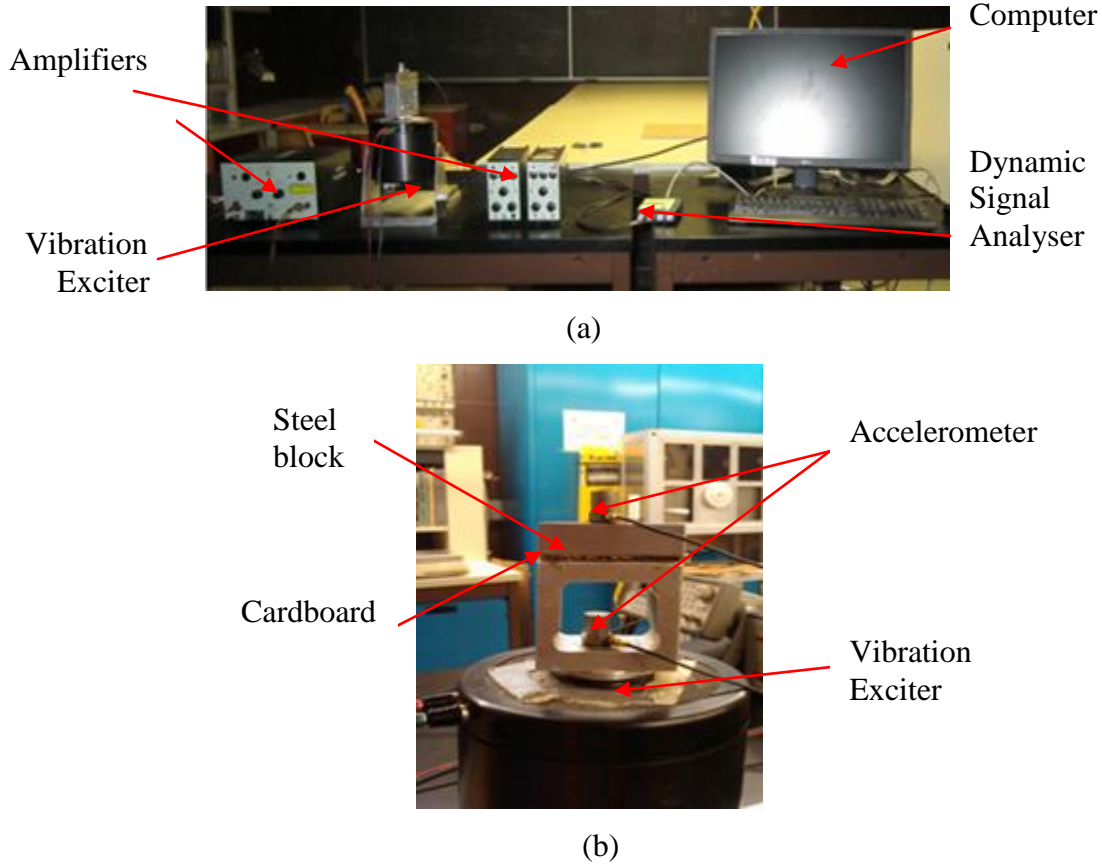 Computer
Amplifiers
Dynamic
Signal
Analyser
Vibration
Exciter
(a)
Steel
block
Accelerometer
Cardboard
Vibration
Exciter
(b)